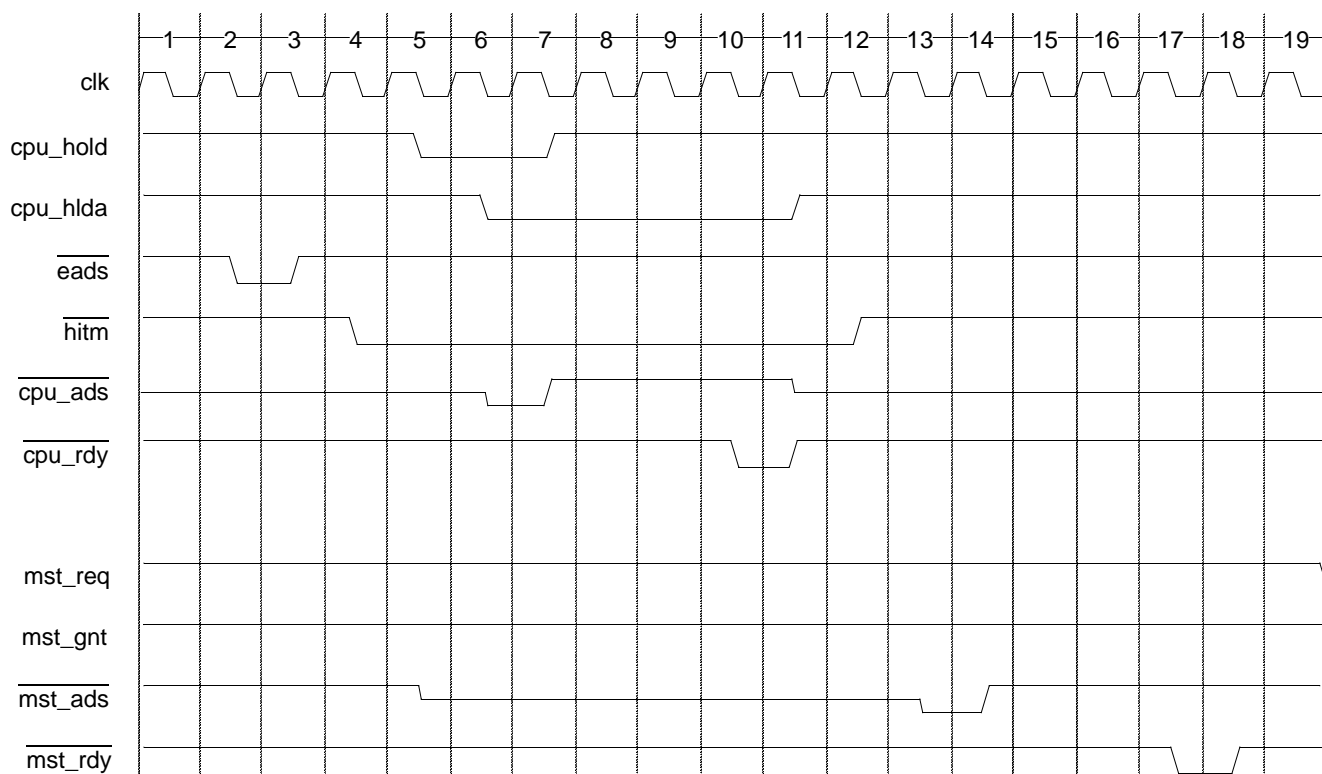 1 2 3 4 5 6 7 8 9 10 11 12 13 14 15 16 17 18 19
clk
cpu_hold
cpu_hlda
eads
hitm
cpu_ads
cpu_rdy
mst_req
mst_gnt
mst_ads
mst_rdy